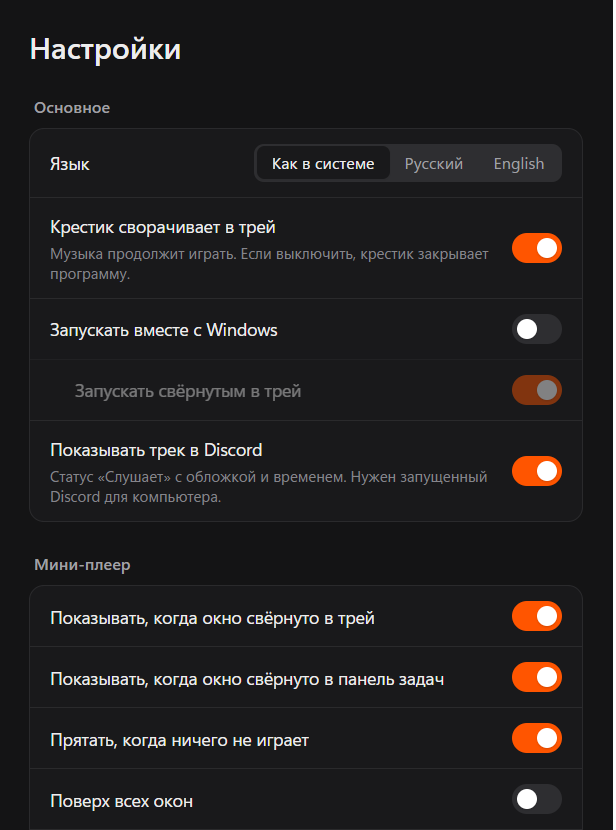 Настройки
Основное
Язык
Как в системе
Русский
English
Крестик сворачивает в трей
Музыка продолжит играть. Если выключить, крестик закрывает
программу.
Запускать вместе с Windows
Запускать свёрнутым в трей
Показывать трек в Discord
Статус «Слушает» с обложкой и временем. Нужен запущенный
Discord для компьютера.
Мини-плеер
Показывать, когда окно свёрнуто в трей
Показывать, когда окно свёрнуто в панель задач
Прятать, когда ничего не играет
Поверх всех окон